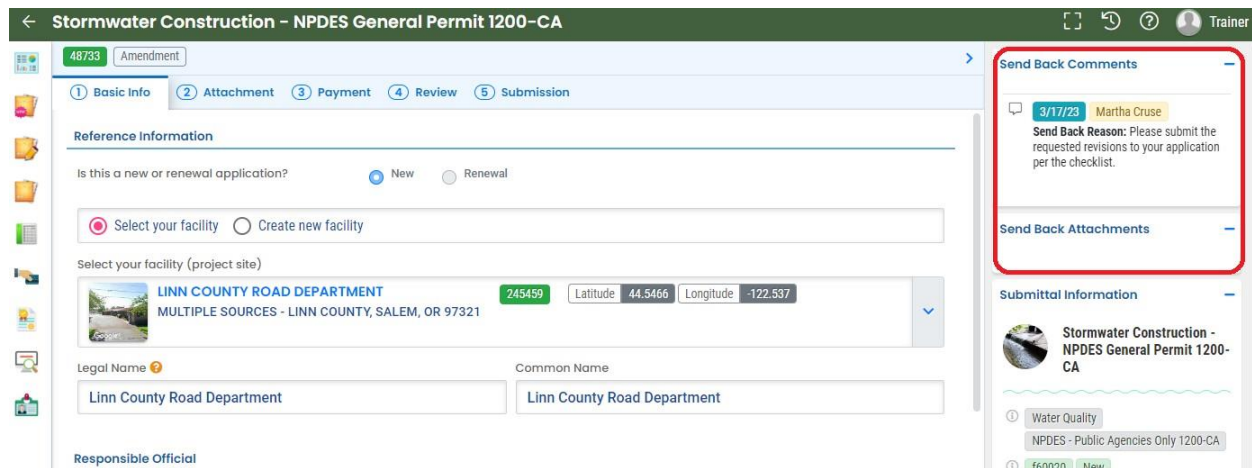 Stormwater Construction - NPDES General Permit 1200-CA
Trainer
48733 Amendment
1 Basic Info 2 Attachment 3 Payment 4 Review 5 Submission
Reference Information
Is this a new or renewal application? New Renewal
Select your facility Create new facility
Select your facility (project site)
LINN COUNTY ROAD DEPARTMENT 245459 Latitude 44.5466 Longitude -122.537
MULTIPLE SOURCES - LINN COUNTY, SALEM, OR 97321
Google
Legal Name Common Name
Linn County Road Department Linn County Road Department
Responsible Official
Send Back Comments
3/17/23 Martha Cruse
Send Back Reason: Please submit the
requested revisions to your application
per the checklist.
Send Back Attachments
Submittal Information
Stormwater Construction -
NPDES General Permit 1200-
CA
Water Quality
NPDES - Public Agencies Only 1200-CA
f60020 New